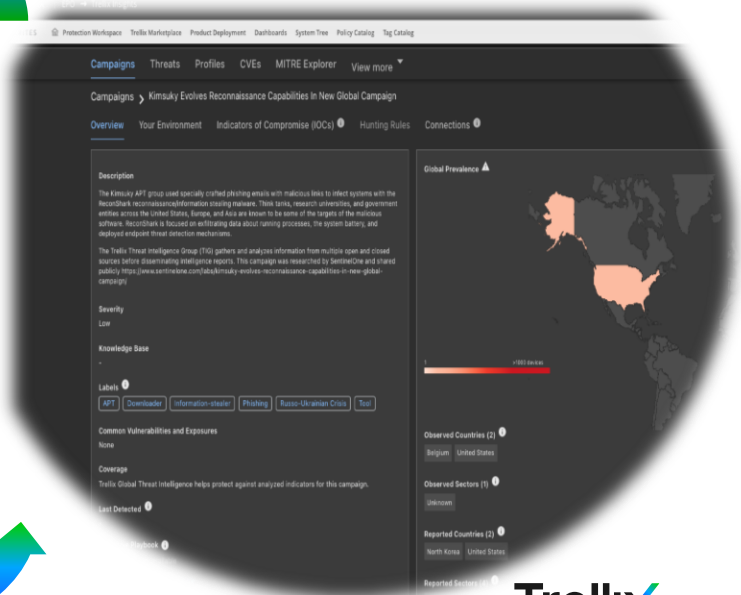 Protection Workspace Trellix Marketplace Product Deployment Dashboards System Tree Policy Catalog Tag Catalog
Campaigns Threats Profiles CVEs MITRE Explorer View more
Campaigns > Kimsuky Evolves Reconnaissance Capabilities In New Global Campaign
Overview Your Environment Indicators of Compromise (IOCs) Hunting Rules Connections
Description
The Kimsuky APT group used specially crafted phishing emails with malicious links to infect systems with the
ReconShark reconnaissance/information stealing malware. Think tanks, research universities, and government
entities across the United States, Europe, and Asia are known to be some of the targets of the malicious
software. ReconShark is focused on exfiltrating data about running processes, the system battery, and
deployed endpoint threat detection mechanisms.
The Trellix Threat Intelligence Group (TIG) gathers and analyzes information from multiple open and closed
sources before disseminating intelligence reports. This campaign was researched by SentinelOne and shared
publicly https://www.sentinelone.com/labs/kimsuky-evolves-reconnaissance-capabilities-in-new-global-
campaign/
Severity
Low
Knowledge Base
-
Labels
APT Downloader information-stealer Phishing Russo-Ukrainian Crisis Tool
Common Vulnerabilities and Exposures
None
Coverage
Trellix Global Threat Intelligence helps protect against analyzed indicators for this campaign.
Last Detected
Playbook
Global Prevalence
1 devices
Observed Countries (2)
Belgium United States
Observed Sectors (1)
Unknown
Reported Countries (2)
North Korea United States
Reported Sectors
Trellix